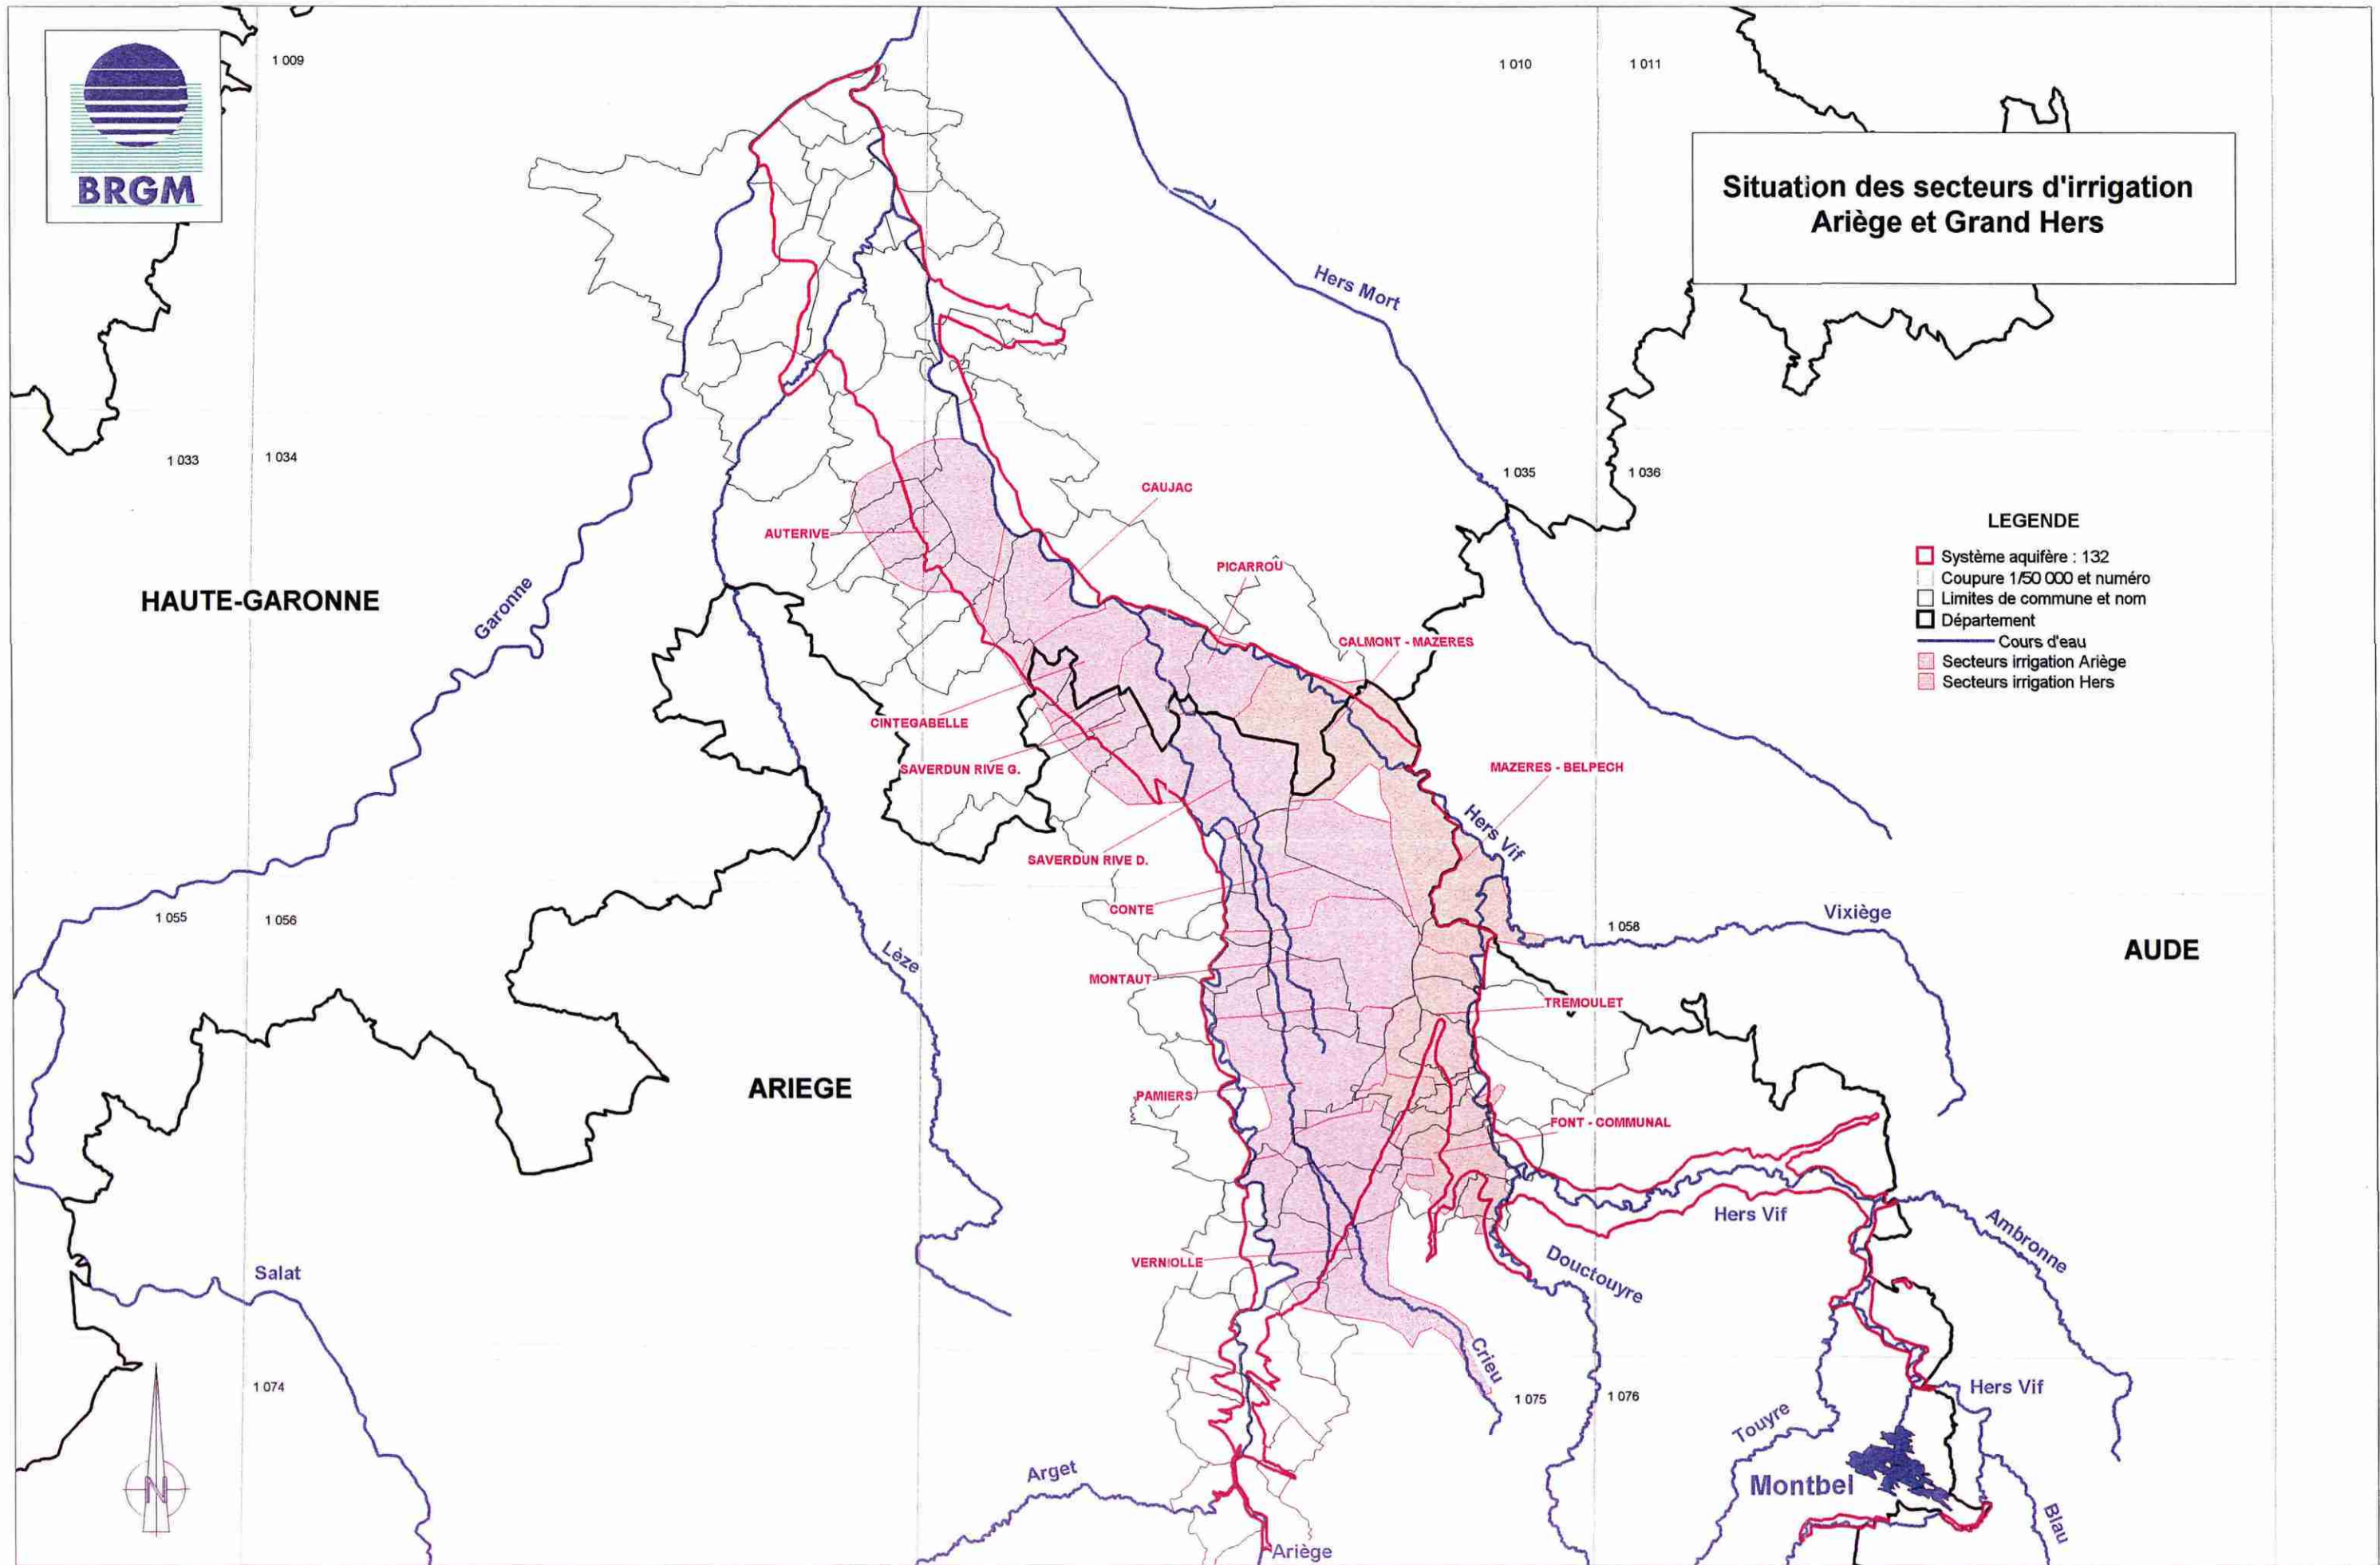 BRGM
1 009
1 010
1 011
Situation des secteurs d'irrigation
Ariège et Grand Hers
Hers Mort
1 033
1 034
1 035
1 036
CAUJAC
AUTERIVE
PICARROÛ
LEGENDE
Système aquifère : 132
Coupure 1/50 000 et numéro
Limites de commune et nom
Département
Cours d'eau
Secteurs irrigation Ariège
Secteurs irrigation Hers
HAUTE-GARONNE
Garonne
CALMONT - MAZERES
CINTEGABELLE
SAVERDUN RIVE G.
MAZERES - BELPECH
Hers Vif
SAVERDUN RIVE D.
CONTE
1 055
1 056
1 058
Vixiège
AUDE
Lèze
MONTAUT
TREMOULET
ARIEGE
PAMIERS
FONT - COMMUNAL
Hers Vif
Ambronne
VERNIOLLE
Douctouyre
Salat
Crieu
1 074
1 075
1 076
Hers Vif
Touyre
Montbel
Arget
N
Blau
Ariège